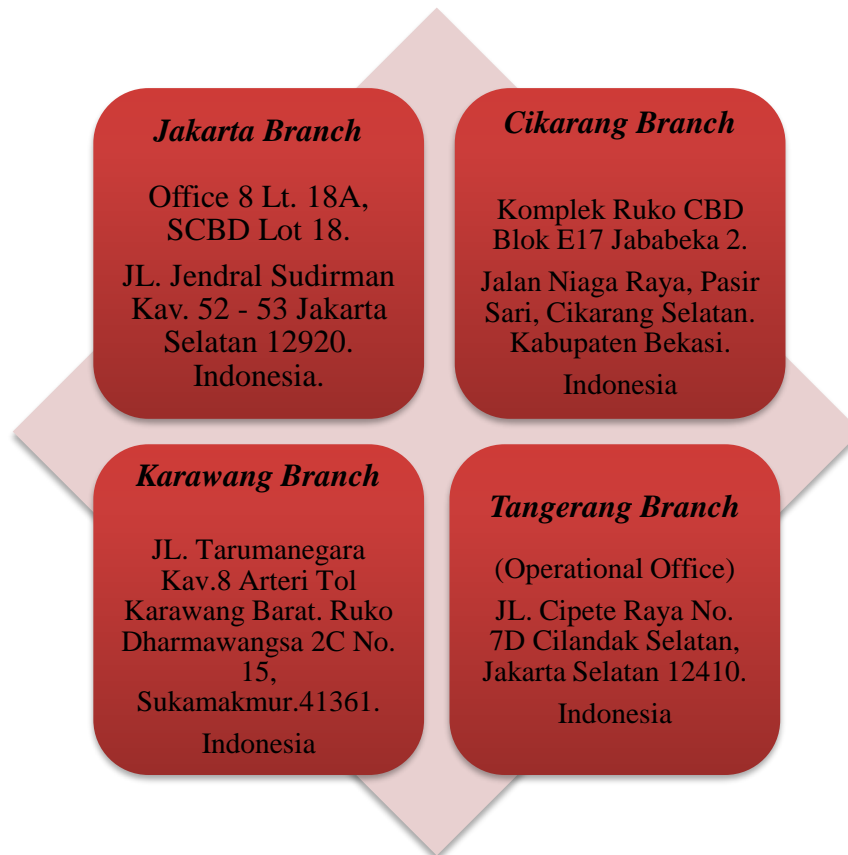 Jakarta Branch
Office 8 Lt. 18A,
SCBD Lot 18.
JL. Jendral Sudirman
Kav. 52 - 53 Jakarta
Selatan 12920.
Indonesia.
Cikarang Branch
Komplek Ruko CBD
Blok E17 Jababeka 2.
Jalan Niaga Raya, Pasir
Sari, Cikarang Selatan.
Kabupaten Bekasi.
Indonesia
Karawang Branch
JL. Tarumanegara
Kav.8 Arteri Tol
Karawang Barat. Ruko
Dharmawangsa 2C No.
15,
Sukamakmur.41361.
Indonesia
Tangerang Branch
(Operational Office)
JL. Cipete Raya No.
7D Cilandak Selatan,
Jakarta Selatan 12410.
Indonesia